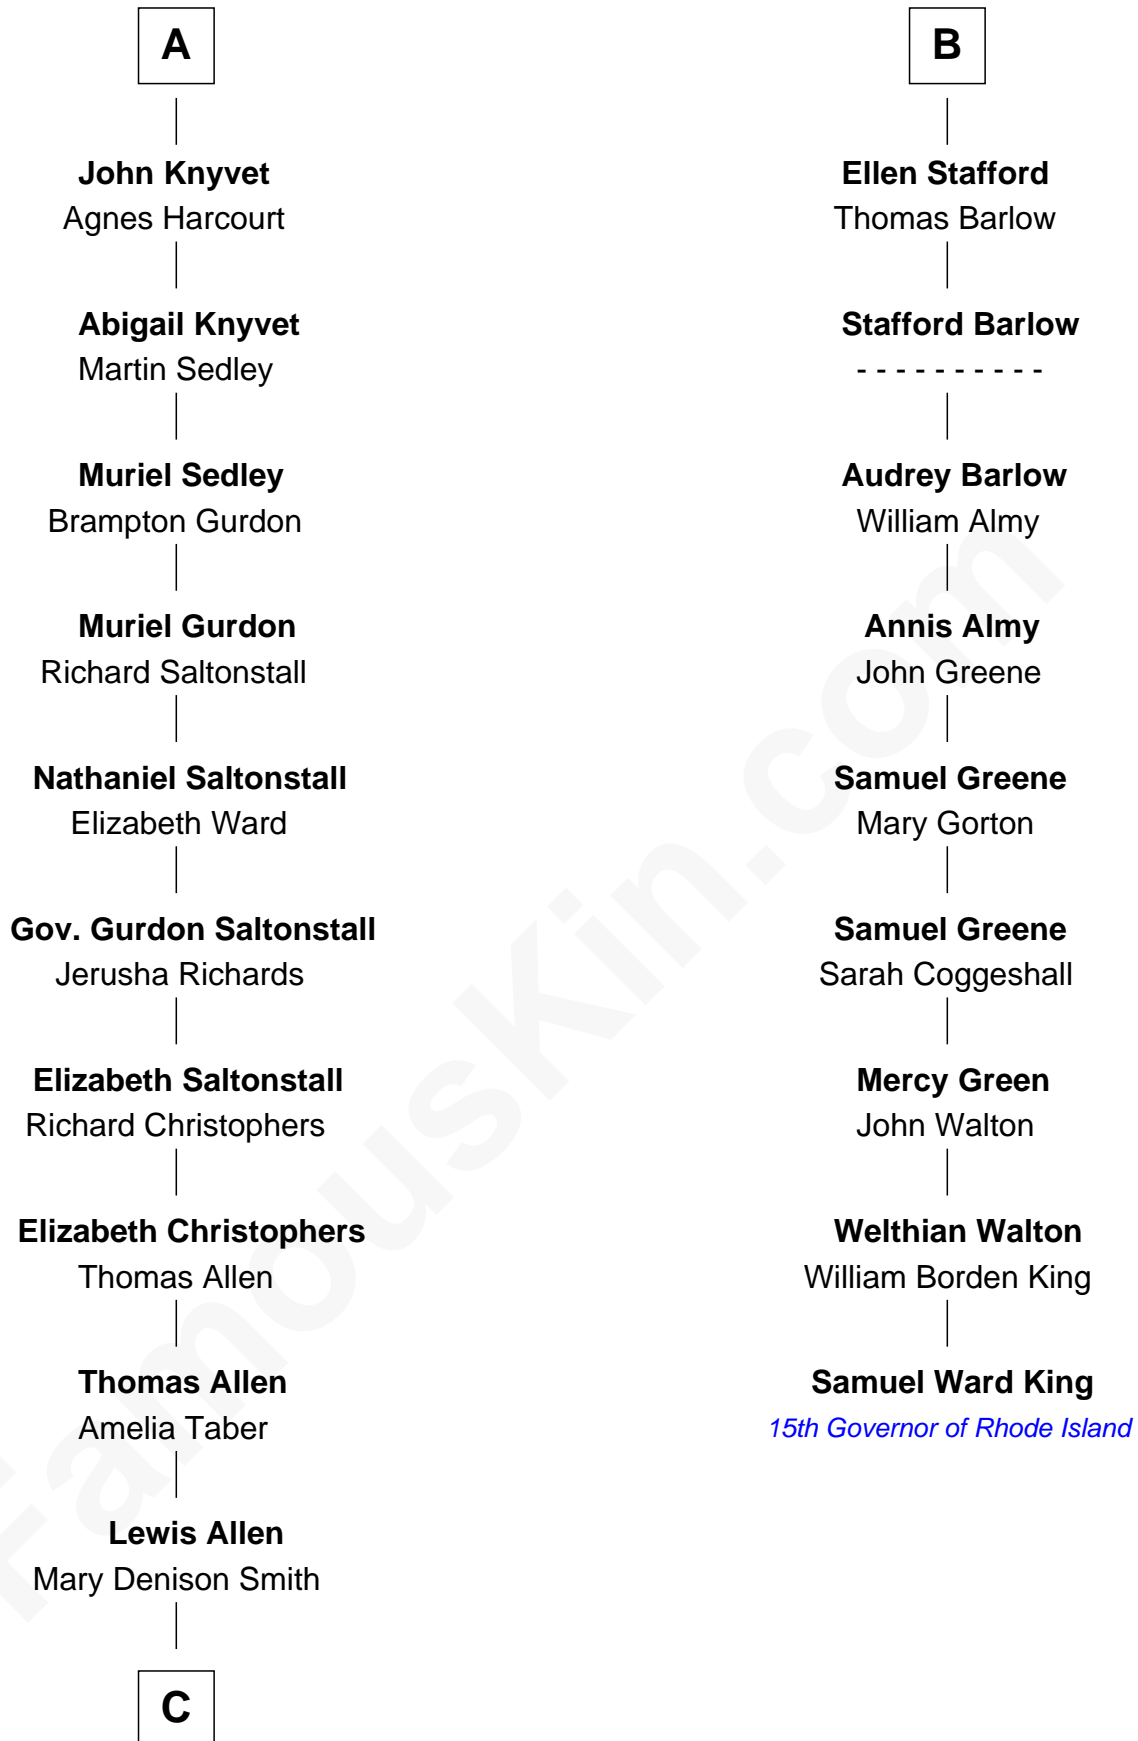 A
John Knyvet
Agnes Harcourt
Abigail Knyvet
Martin Sedley
Muriel Sedley
Brampton Gurdon
Muriel Gurdon
Richard Saltonstall
Nathaniel Saltonstall
Elizabeth Ward
Gov. Gurdon Saltonstall
Jerusha Richards
Elizabeth Saltonstall
Richard Christophers
Elizabeth Christophers
Thomas Allen
Thomas Allen
Amelia Taber
Lewis Allen
Mary Denison Smith
C
B
Ellen Stafford
Thomas Barlow
Stafford Barlow
- - - - - - - - - -
Audrey Barlow
William Almy
Annis Almy
John Greene
Samuel Greene
Mary Gorton
Samuel Greene
Sarah Coggeshall
Mercy Green
John Walton
Welthian Walton
William Borden King
Samuel Ward King
15th Governor of Rhode Island
FamousKin.com